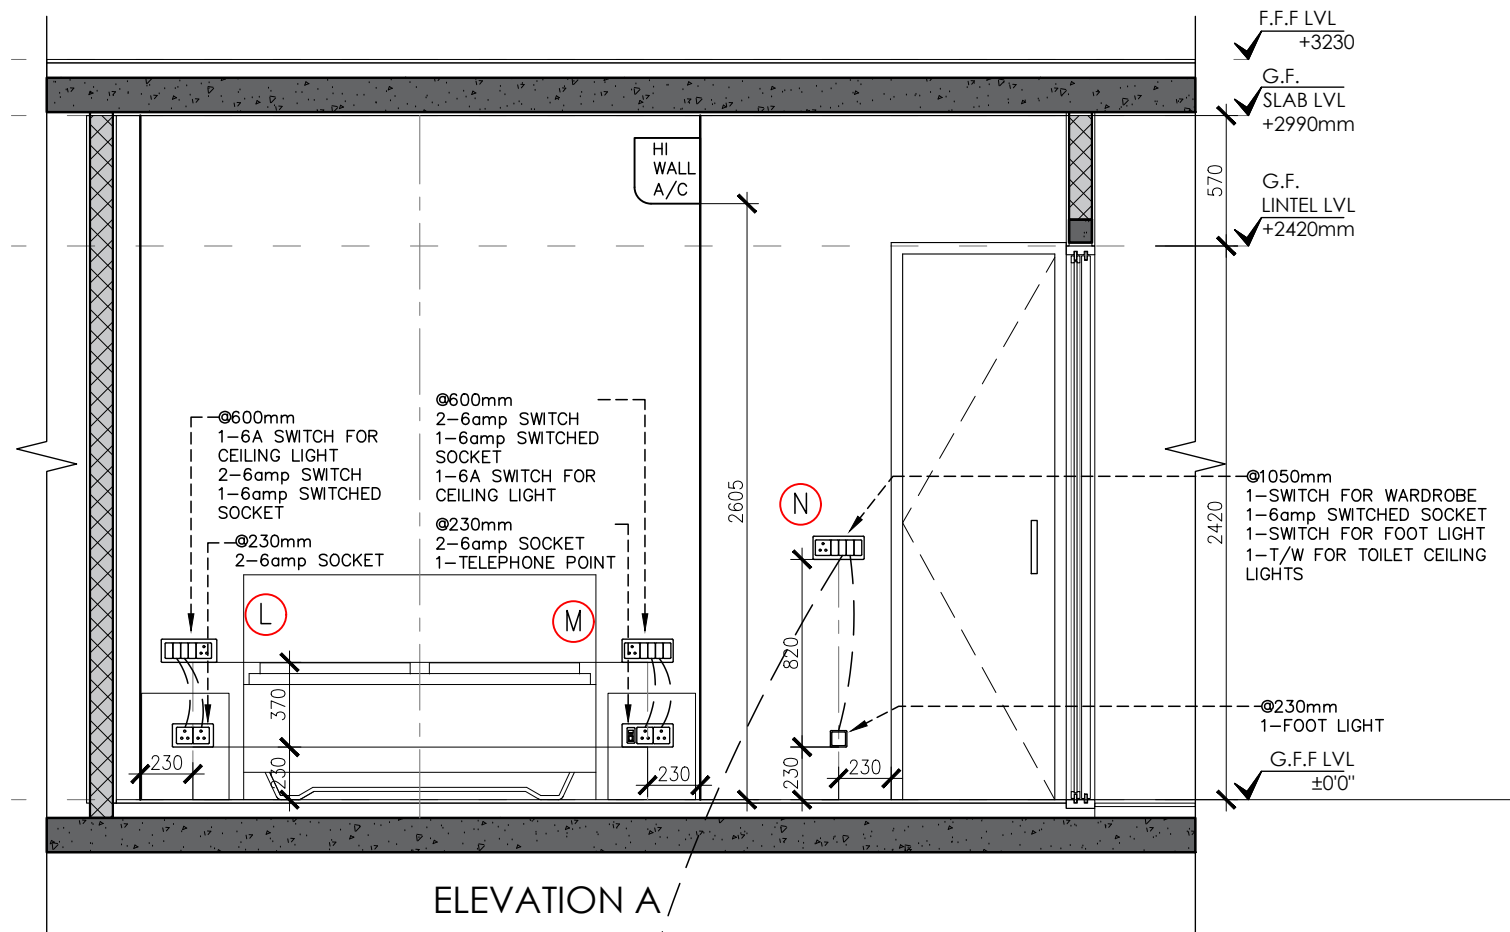 F.F.F LVL
+3230
G.F.
SLAB LVL
+2990mm
HI
WALL
A/C
570
G.F.
LINTEL LVL
+2420mm
@600mm
1-6A SWITCH FOR
CEILING LIGHT
2-6amp SWITCH
1-6amp SWITCHED
SOCKET
@230mm
2-6amp SOCKET
@600mm
2-6amp SWITCH
1-6amp SWITCHED
SOCKET
1-6A SWITCH FOR
CEILING LIGHT
@230mm
2-6amp SOCKET
1-TELEPHONE POINT
2605
N
2420
@1050mm
1-SWITCH FOR WARDROBE
1-6amp SWITCHED SOCKET
1-SWITCH FOR FOOT LIGHT
1-T/W FOR TOILET CEILING
LIGHTS
L
M
820
370
@230mm
1-FOOT LIGHT
230
230
230
230
230
G.F.F LVL
±0'0"
ELEVATION A